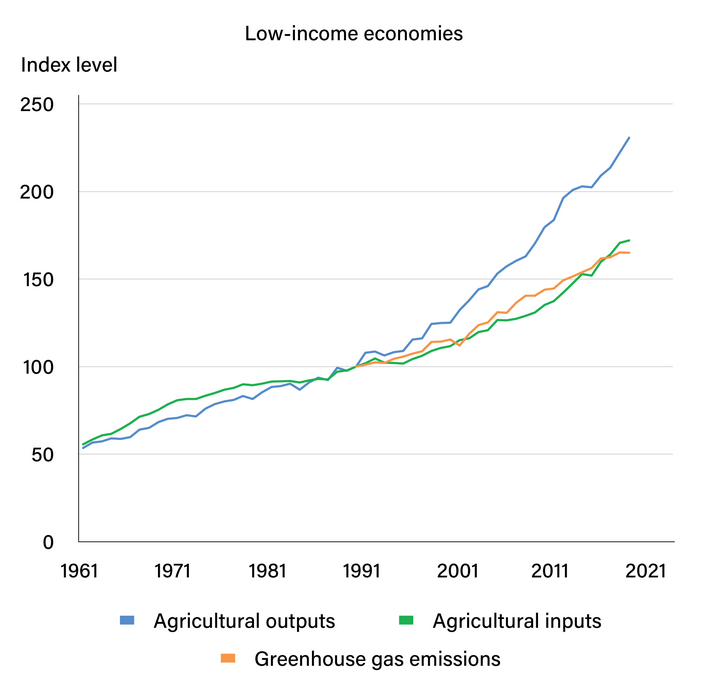 Low-income economies
Index level
250
200
150
100
50
0
1961 1971 1981 1991 2001 2011 2021
Agricultural outputs Agricultural inputs
Greenhouse gas emissions